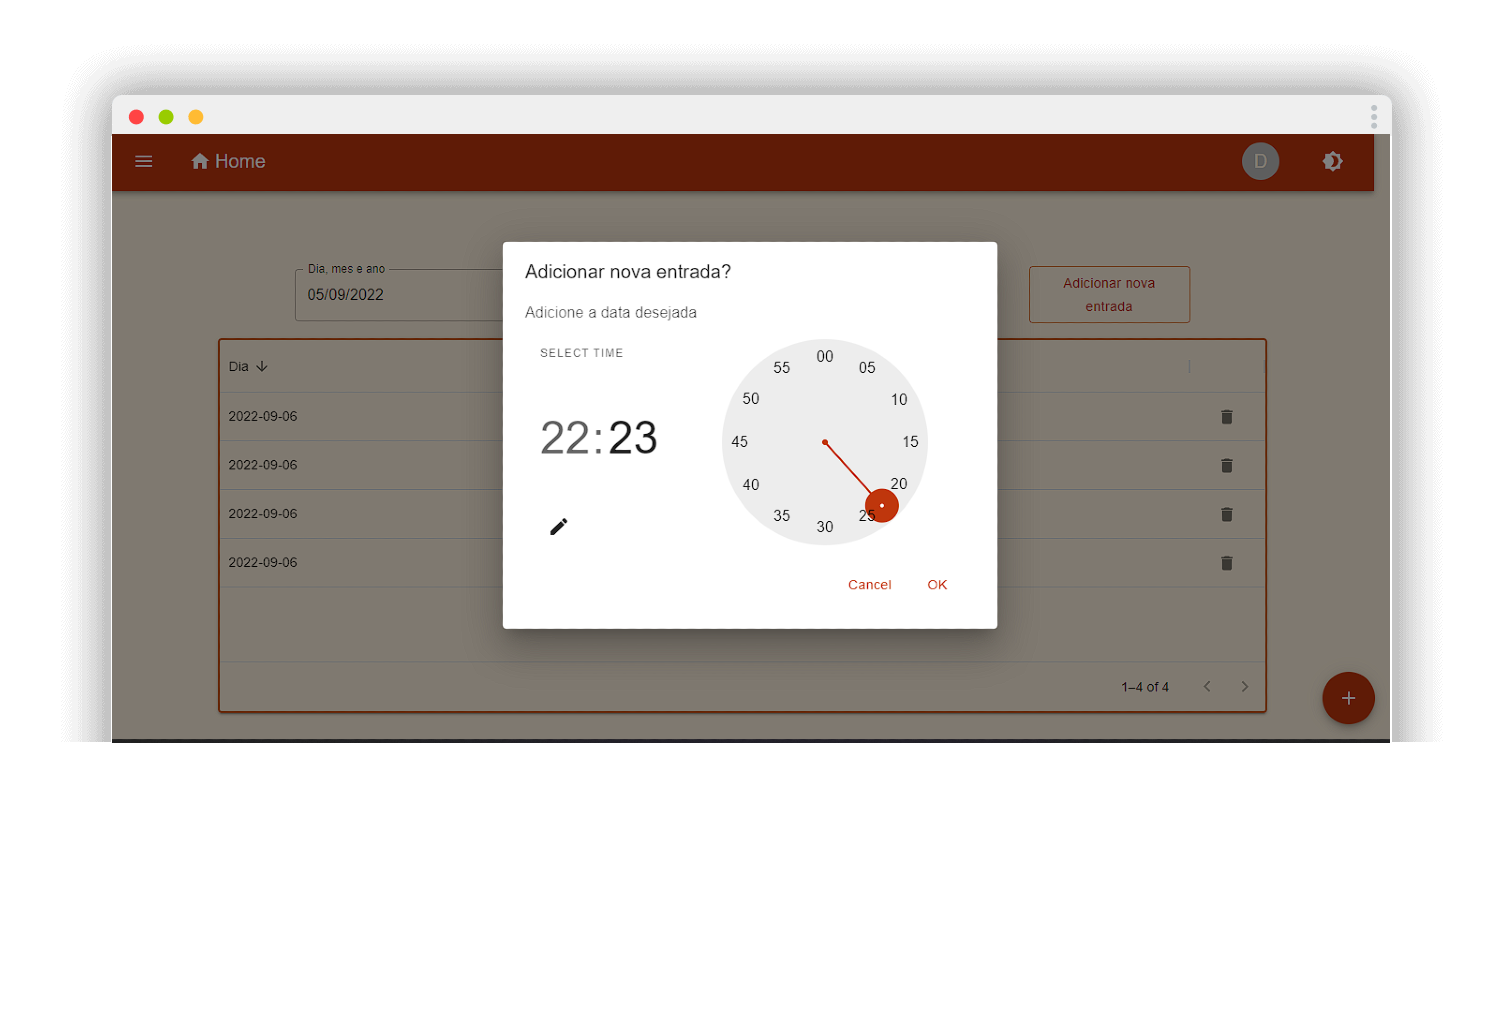 Home
D
Dia, mes e ano
05/09/2022
Adicionar nova
entrada
Dia
2022-09-06
2022-09-06
2022-09-06
2022-09-06
1–4 of 4
Adicionar nova entrada?
Adicione a data desejada
SELECT TIME
22:23
00
05
10
15
20
25
30
35
40
45
50
55
Cancel
OK